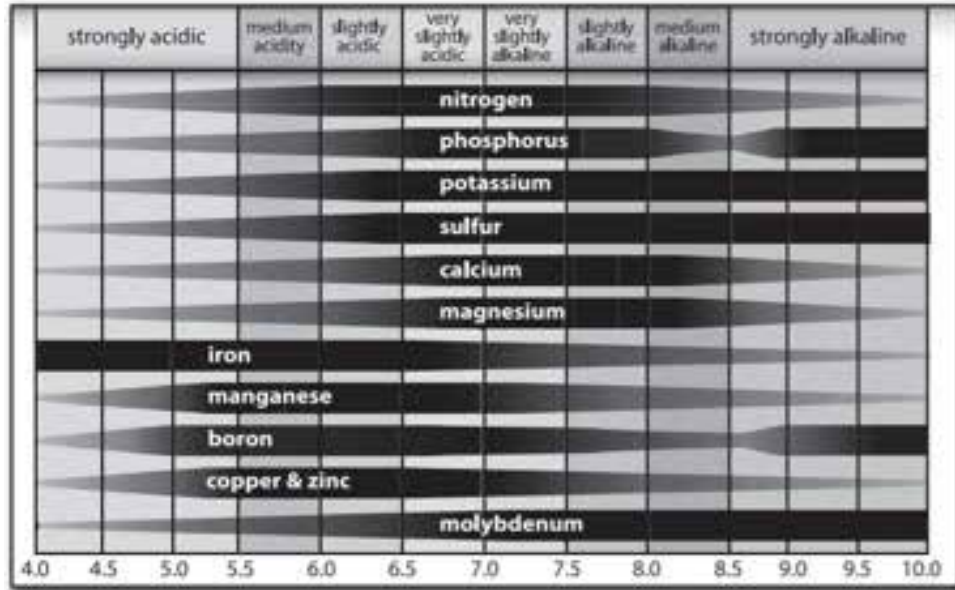 strongly acidic
medium
acidity
slightly
acidic
very
slightly
acidic
very
slightly
alkaline
slightly
alkaline
medium
alkaline
strongly alkaline
nitrogen
phosphorus
potassium
sulfur
calcium
magnesium
iron
manganese
boron
copper & zinc
molybdenum
4.0 4.5 5.0 5.5 6.0 6.5 7.0 7.5 8.0 8.5 9.0 9.5 10.0